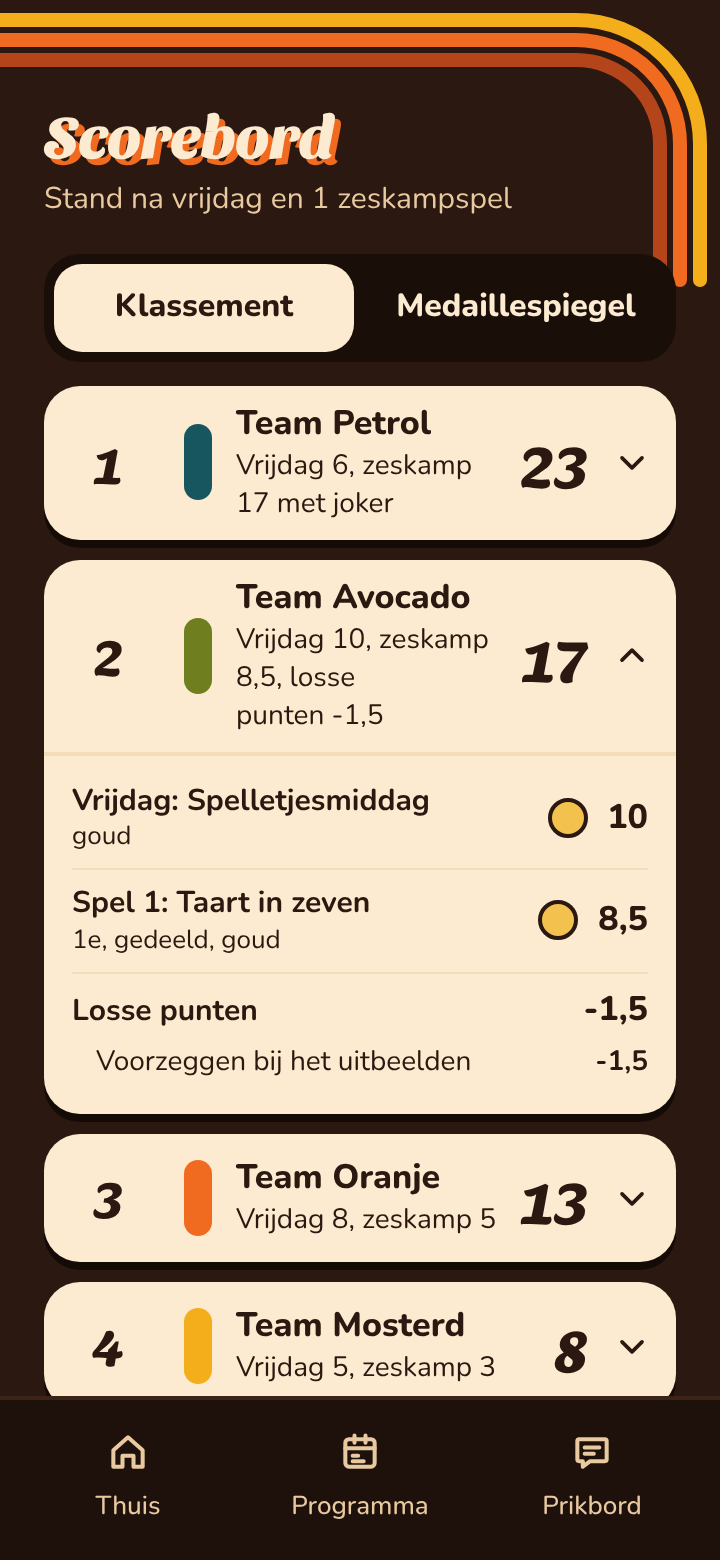 Scorebord
Stand na vrijdag en 1 zeskampspel
Klassement
Medaillespiegel
1
Team Petrol
Vrijdag 6, zeskamp
17 met joker
23
2
Team Avocado
Vrijdag 10, zeskamp
8,5, losse
punten -1,5
17
Vrijdag: Spelletjesmiddag
goud
10
Spel 1: Taart in zeven
1e, gedeeld, goud
8,5
Losse punten
-1,5
Voorzeggen bij het uitbeelden
-1,5
3
Team Oranje
Vrijdag 8, zeskamp 5
13
4
Team Mosterd
Vrijdag 5, zeskamp 3
8
Thuis
Programma
Prikbord